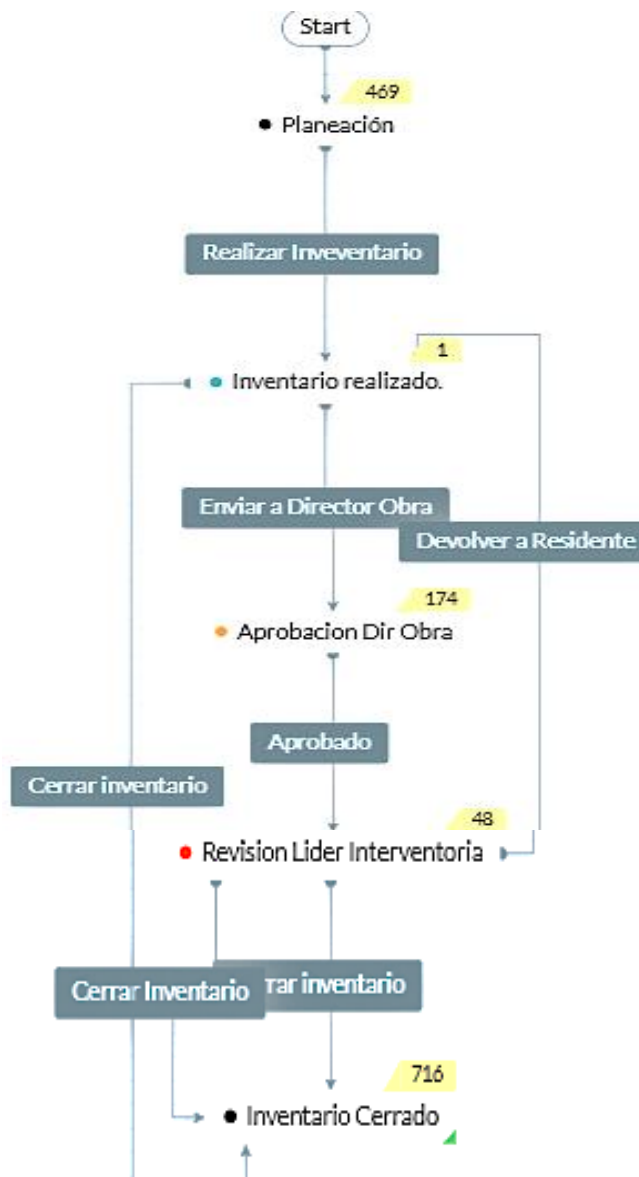 Start
469
Planeación
Realizar Inveventario
1
Inventario realizado.
Enviar a Director Obra
Devolver a Residente
174
Aprobacion Dir Obra
Aprobado
Cerrar inventario
48
Revision Lider Interventoria
Cerrar Inventario
rrar inventario
716
Inventario Cerrado